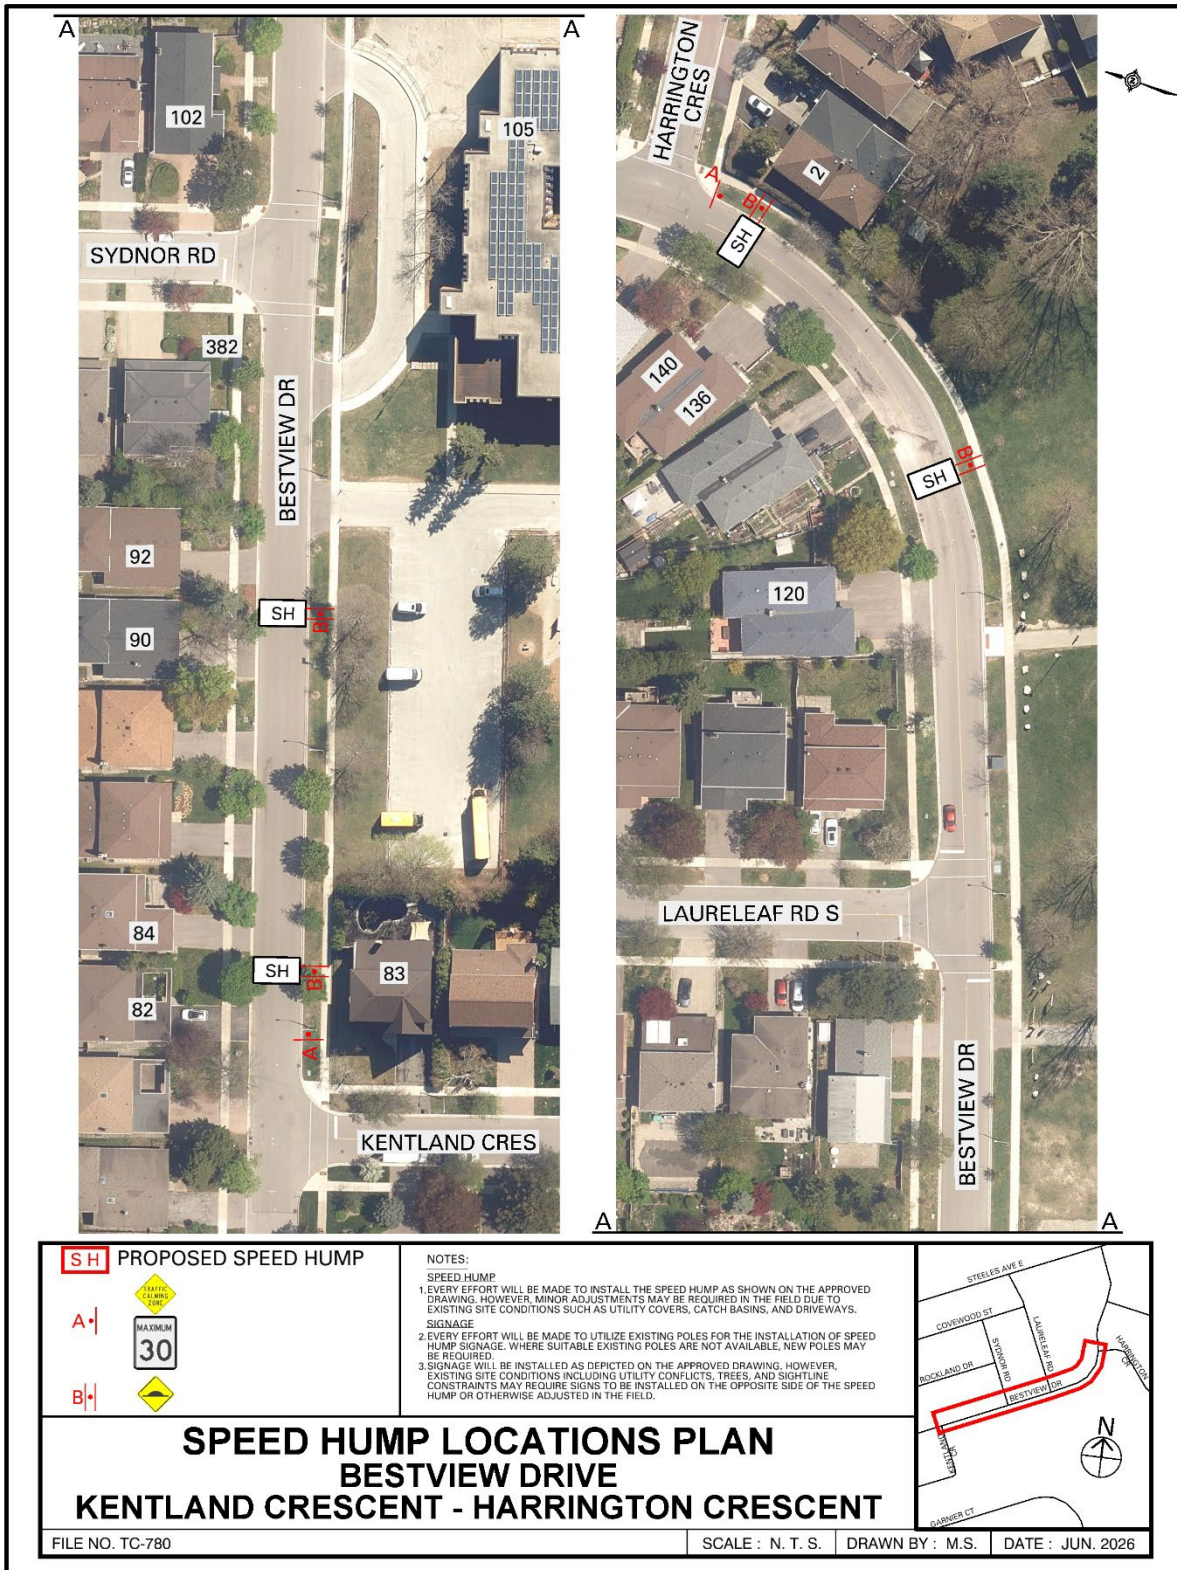 A
A
102
105
SYDNOR RD
382
BESTVIEW DR
92
90
SH
B
84
82
SH
B
83
A
KENTLAND CRES
HARRINGTON
CRES
N
2
A
B
SH
140
136
B
SH
120
LAURELEAF RD S
BESTVIEW DR
A
A
SH PROPOSED SPEED HUMP
TRAFFIC
CALMING
ZONE
A
MAXIMUM
30
B
NOTES:
SPEED HUMP
1. EVERY EFFORT WILL BE MADE TO INSTALL THE SPEED HUMP AS SHOWN ON THE APPROVED
DRAWING. HOWEVER, MINOR ADJUSTMENTS MAY BE REQUIRED IN THE FIELD DUE TO
EXISTING SITE CONDITIONS SUCH AS UTILITY COVERS, CATCH BASINS, AND DRIVEWAYS.
SIGNAGE
2. EVERY EFFORT WILL BE MADE TO UTILIZE EXISTING POLES FOR THE INSTALLATION OF SPEED
HUMP SIGNAGE. WHERE SUITABLE EXISTING POLES ARE NOT AVAILABLE, NEW POLES MAY
BE REQUIRED.
3. SIGNAGE WILL BE INSTALLED AS DEPICTED ON THE APPROVED DRAWING. HOWEVER,
EXISTING SITE CONDITIONS INCLUDING UTILITY CONFLICTS, TREES, AND SIGHTLINE
CONSTRAINTS MAY REQUIRE SIGNS TO BE INSTALLED ON THE OPPOSITE SIDE OF THE SPEED
HUMP OR OTHERWISE ADJUSTED IN THE FIELD.
STEELES AVE E
COVEWOOD ST
SYDNOR RD
LAURELEAF RD
HARRINGTON
CR
ROCKLAND DR
BESTVIEW DR
KENTLAND
CR
N
GARNIER CT
SPEED HUMP LOCATIONS PLAN
BESTVIEW DRIVE
KENTLAND CRESCENT - HARRINGTON CRESCENT
FILE NO. TC-780
SCALE : N. T. S.
DRAWN BY : M.S.
DATE : JUN. 2026